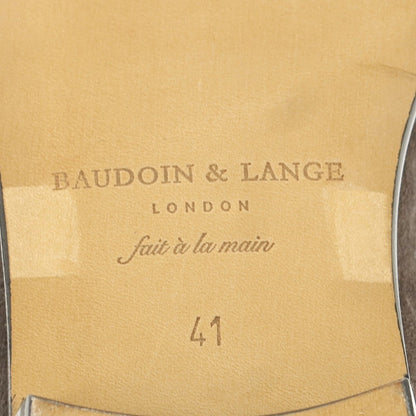 BAUDOIN & LANGE
LONDON
fait à la main
41